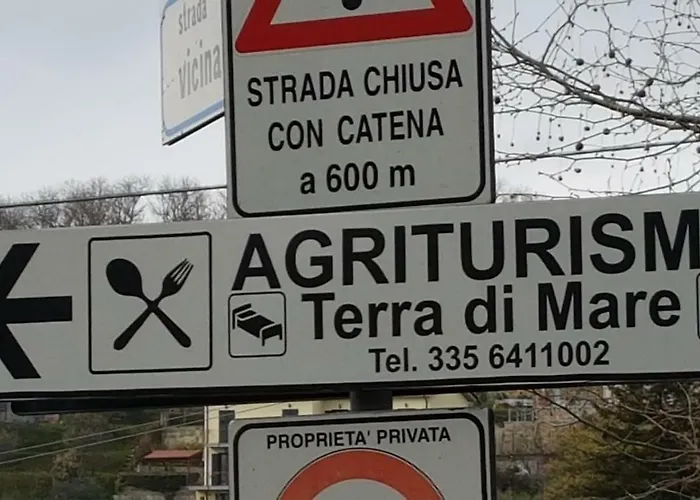 strada
vicina
STRADA CHIUSA
CON CATENA
a 600 m
AGRITURISM
Terra di Mare
Tel. 335 6411002
PROPRIETA' PRIVATA